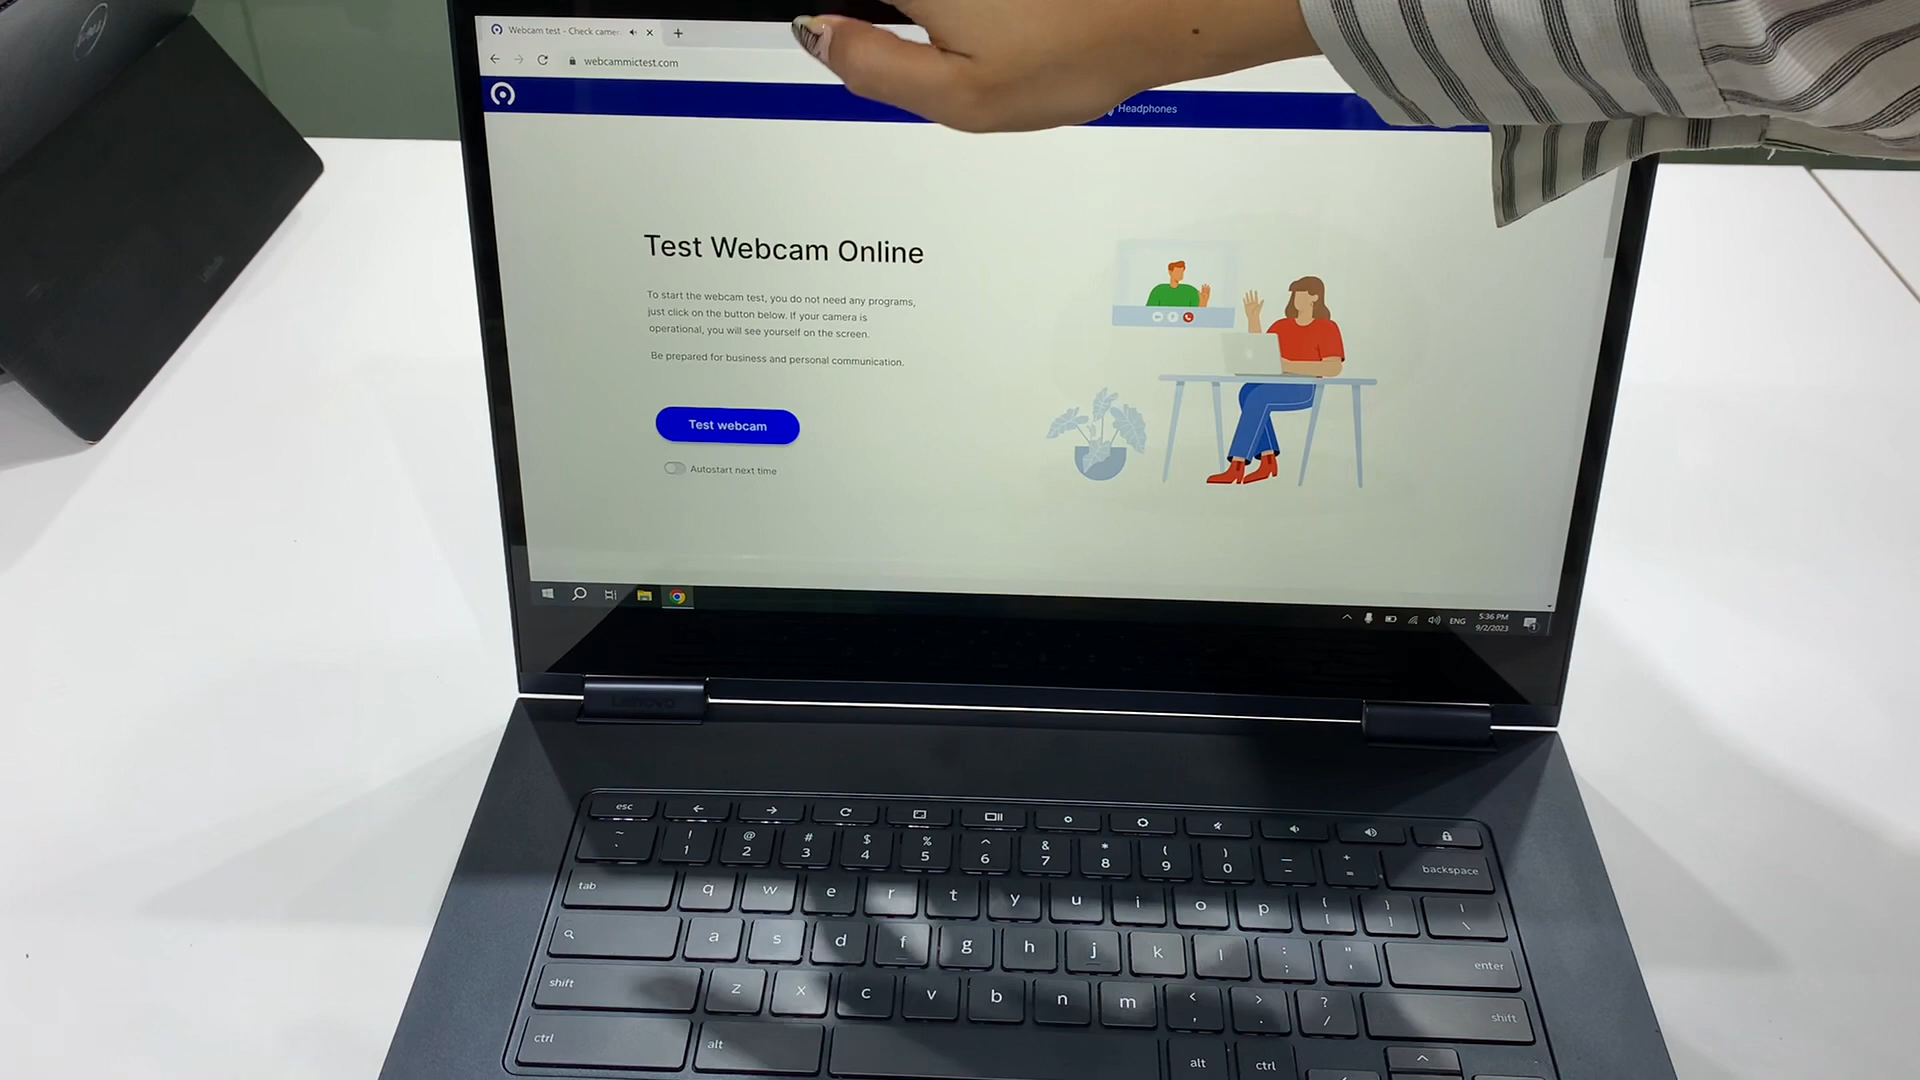 DELL
Webcam test - Check camer
webcammictest.com
Headphones
Test Webcam Online
To start the webcam test, you do not need any programs,
just click on the button below. If your camera is
operational, you will see yourself on the screen.
Be prepared for business and personal communication.
Test webcam
Autostart next time
ENG
5:36 PM
9/2/2023
Lenovo
esc
~ ! @ # $ % ^ & * ( ) _ +
` 1 2 3 4 5 6 7 8 9 0 - = backspace
tab q w e r t y u i o p { [ } ] | \
a s d f g h j k l : ; " ' enter
shift z x c v b n m < , > . ? / shift
ctrl alt alt ctrl